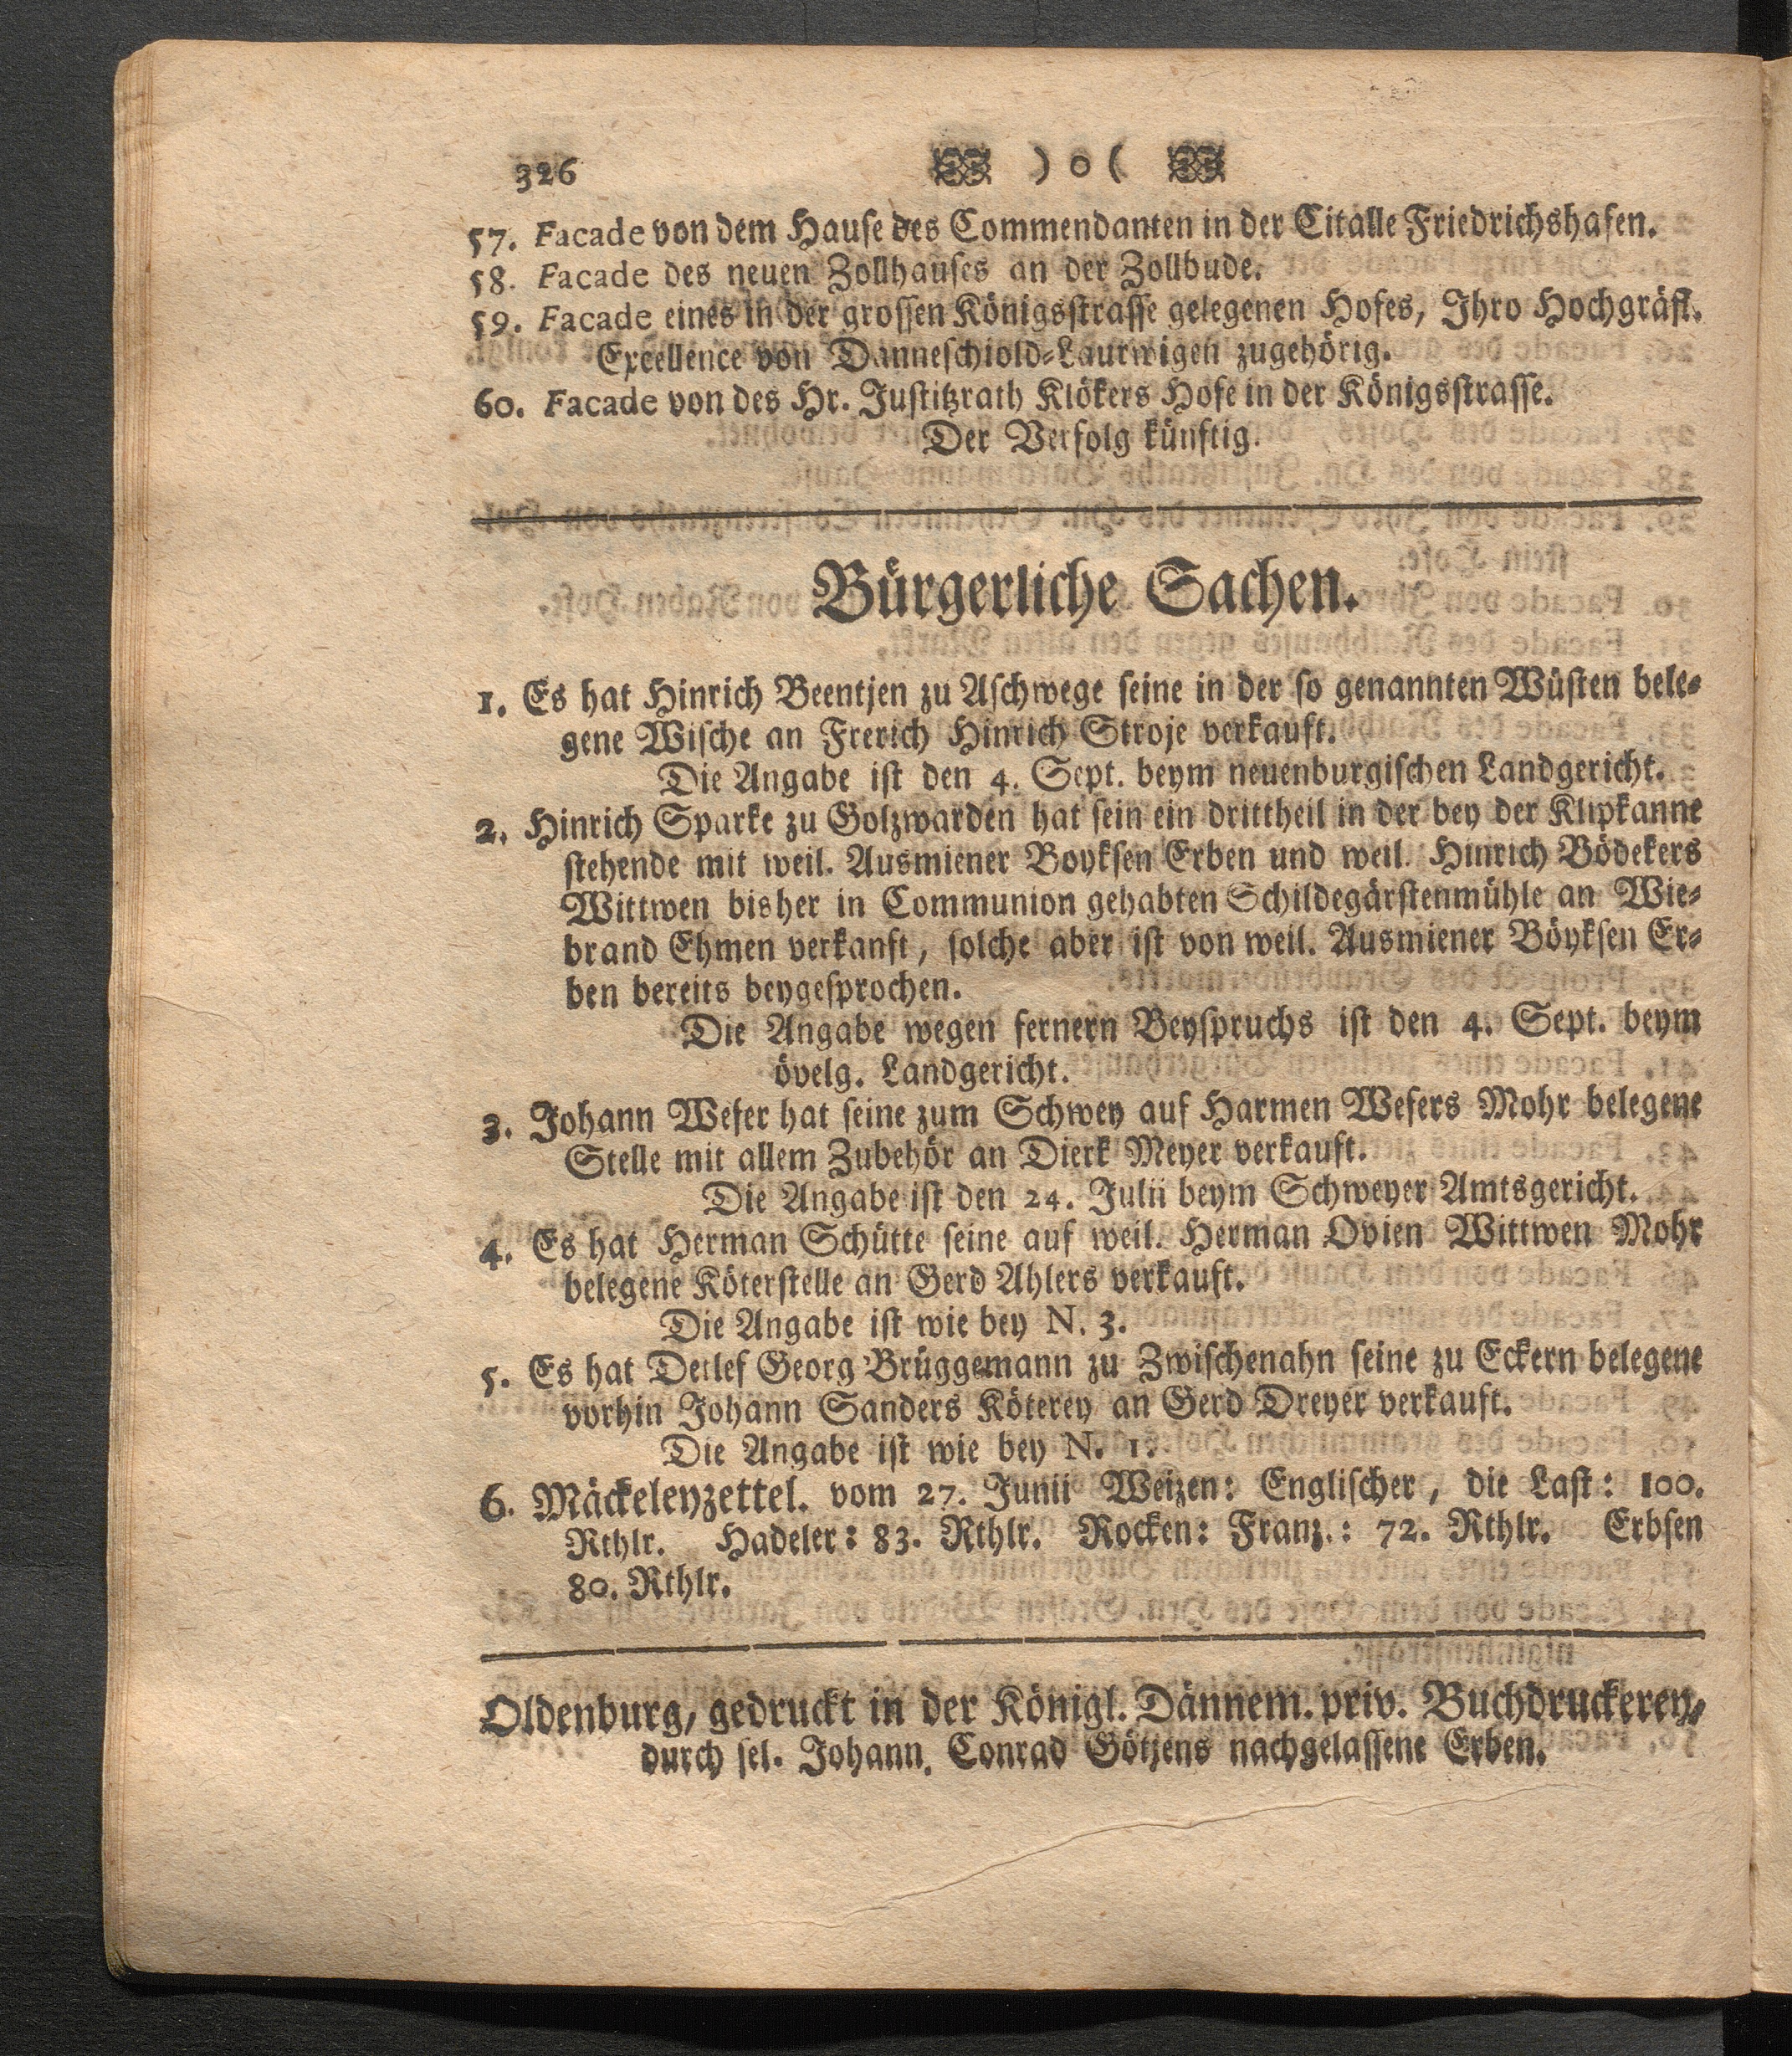 326 ) o (
57. Facade von dem Hause des Commendanten in der Citalle Friedrichshafen.
58. Facade des neuen Zollhauses an der Zollbude.
59. Facade eines in der grossen Königsstrasse gelegenen Hofes, Ihro Hochgräfl.
Excellence von Danneschiold-Laurwigen zugehörig.
60. Facade von des Hr. Justitzrath Klökers Hofe in der Königsstrasse.
Der Verfolg künftig.
Bürgerliche Sachen.
1. Es hat Hinrich Beentjen zu Aschwege seine in der so genannten Wüsten bele-
gene Wische an Frerich Hinrich Stroje verkauft.
Die Angabe ist den 4. Sept. beym neuenburgischen Landgericht.
2. Hinrich Sparke zu Golzwarden hat sein ein drittheil in der bey der Klipkanne
stehende mit weil. Ausmiener Boyksen Erben und weil. Hinrich Bödekers
Wittwen bisher in Communion gehabten Schildegärstenmühle an Wie-
brand Ehmen verkanft, solche aber ist von weil. Ausmiener Böyksen Er-
ben bereits beygesprochen.
Die Angabe wegen fernern Beyspruchs ist den 4. Sept. beym
övelg. Landgericht.
3. Johann Wefer hat seine zum Schwey auf Harmen Wefers Mohr belegene
Stelle mit allem Zubehör an Dierk Meyer verkauft.
Die Angabe ist den 24. Julii beym Schweyer Amtsgericht.
4. Es hat Herman Schütte seine auf weil. Herman Ovien Wittwen Mohr
belegene Köterstelle an Gerd Ahlers verkauft.
Die Angabe ist wie bey N. 3.
5. Es hat Detlef Georg Brüggemann zu Zwischenahn seine zu Eckern belegene
vorhin Johann Sanders Köterey an Gerd Dreyer verkauft.
Die Angabe ist wie bey N. 1.
6. Mäckeleyzettel. vom 27. Junii Weizen: Englischer, die Last: 100.
Rthlr. Hadeler: 83. Rthlr. Rocken: Franz.: 72. Rthlr. Erbsen
80. Rthlr.
Oldenburg, gedruckt in der Königl. Dännem. priv. Buchdruckerey,
durch sel. Johann. Conrad Götjens nachgelassene Erben.